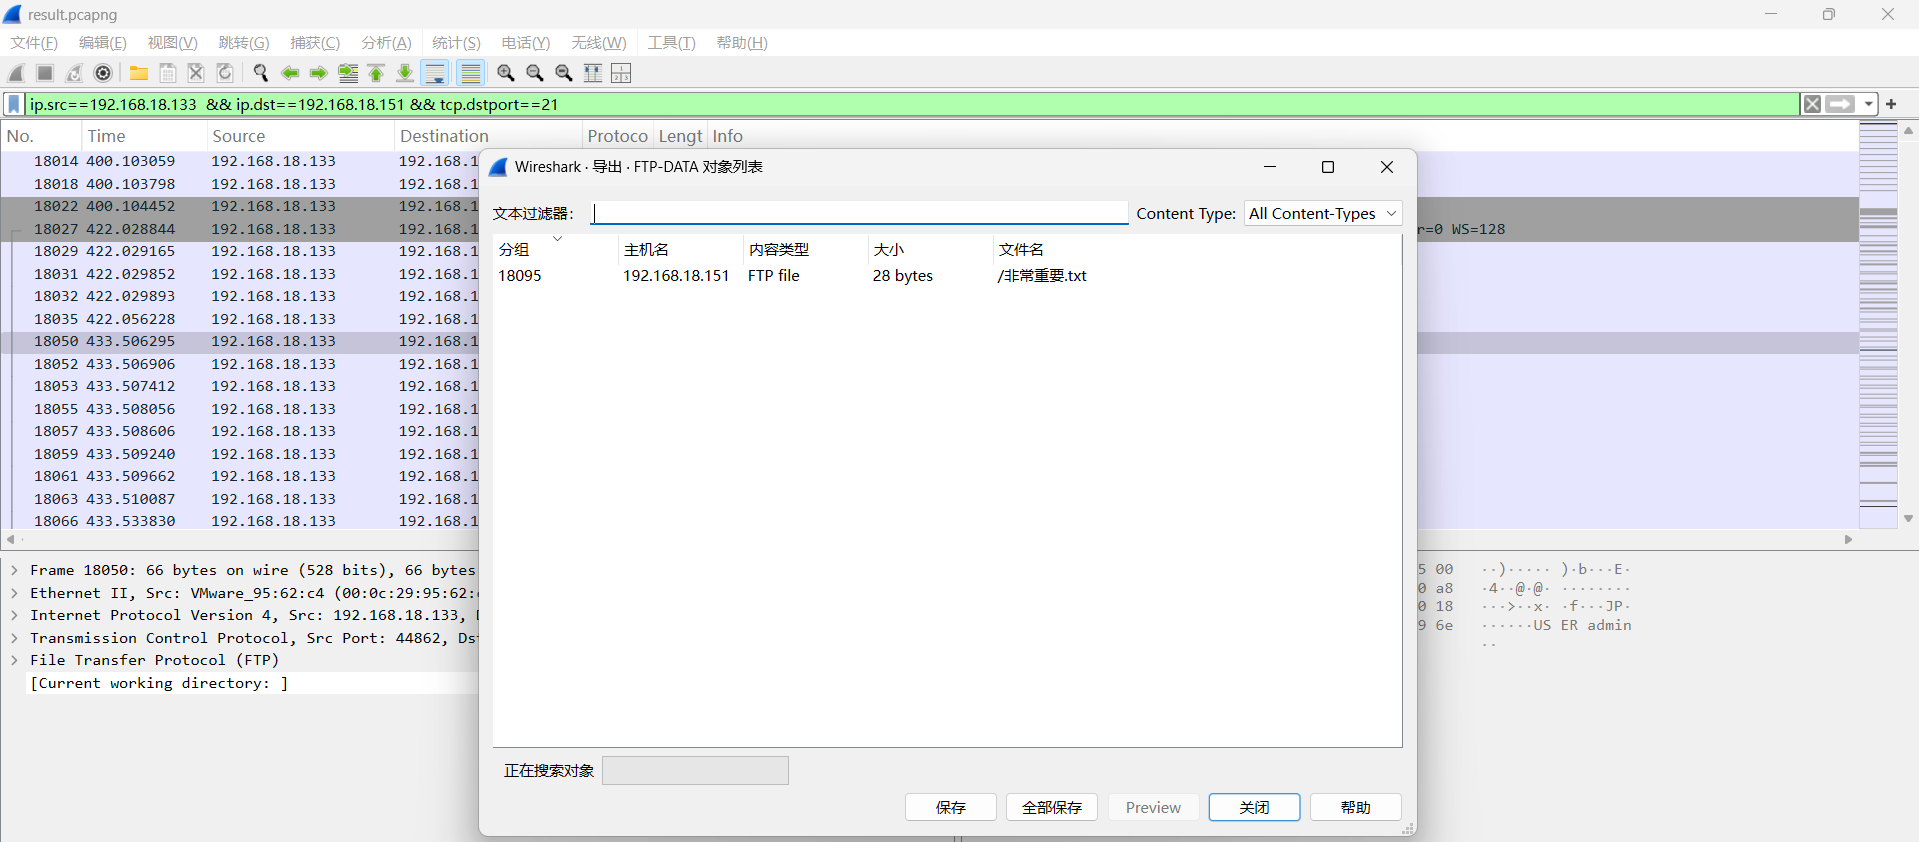 result.pcapng
文件(F) 编辑(E) 视图(V) 跳转(G) 捕获(C) 分析(A) 统计(S) 电话(Y) 无线(W) 工具(T) 帮助(H)
ip.src==192.168.18.133 && ip.dst==192.168.18.151 && tcp.dstport==21
No. Time Source Destination Protoco Lengt Info
18014 400.103059 192.168.18.133 192.168.1
18018 400.103798 192.168.18.133 192.168.1
18022 400.104452 192.168.18.133 192.168.1
18027 422.028844 192.168.18.133 192.168.1 r=0 WS=128
18029 422.029165 192.168.18.133 192.168.1
18031 422.029852 192.168.18.133 192.168.1
18032 422.029893 192.168.18.133 192.168.1
18035 422.056228 192.168.18.133 192.168.1
18050 433.506295 192.168.18.133 192.168.1
18052 433.506906 192.168.18.133 192.168.1
18053 433.507412 192.168.18.133 192.168.1
18055 433.508056 192.168.18.133 192.168.1
18057 433.508606 192.168.18.133 192.168.1
18059 433.509240 192.168.18.133 192.168.1
18061 433.509662 192.168.18.133 192.168.1
18063 433.510087 192.168.18.133 192.168.1
18066 433.533830 192.168.18.133 192.168.1
Wireshark · 导出 · FTP-DATA 对象列表
文本过滤器: Content Type: All Content-Types
分组 主机名 内容类型 大小 文件名
18095 192.168.18.151 FTP file 28 bytes /非常重要.txt
正在搜索对象
保存 全部保存 Preview 关闭 帮助
Frame 18050: 66 bytes on wire (528 bits), 66 bytes
Ethernet II, Src: VMware_95:62:c4 (00:0c:29:95:62:
Internet Protocol Version 4, Src: 192.168.18.133,
Transmission Control Protocol, Src Port: 44862, Ds
File Transfer Protocol (FTP)
[Current working directory: ]
5 00 ··)····· )·b···E·
0 a8 ·4··@·@· ········
0 18 ···>··x· ·f···JP·
9 6e ······US ER admin
··